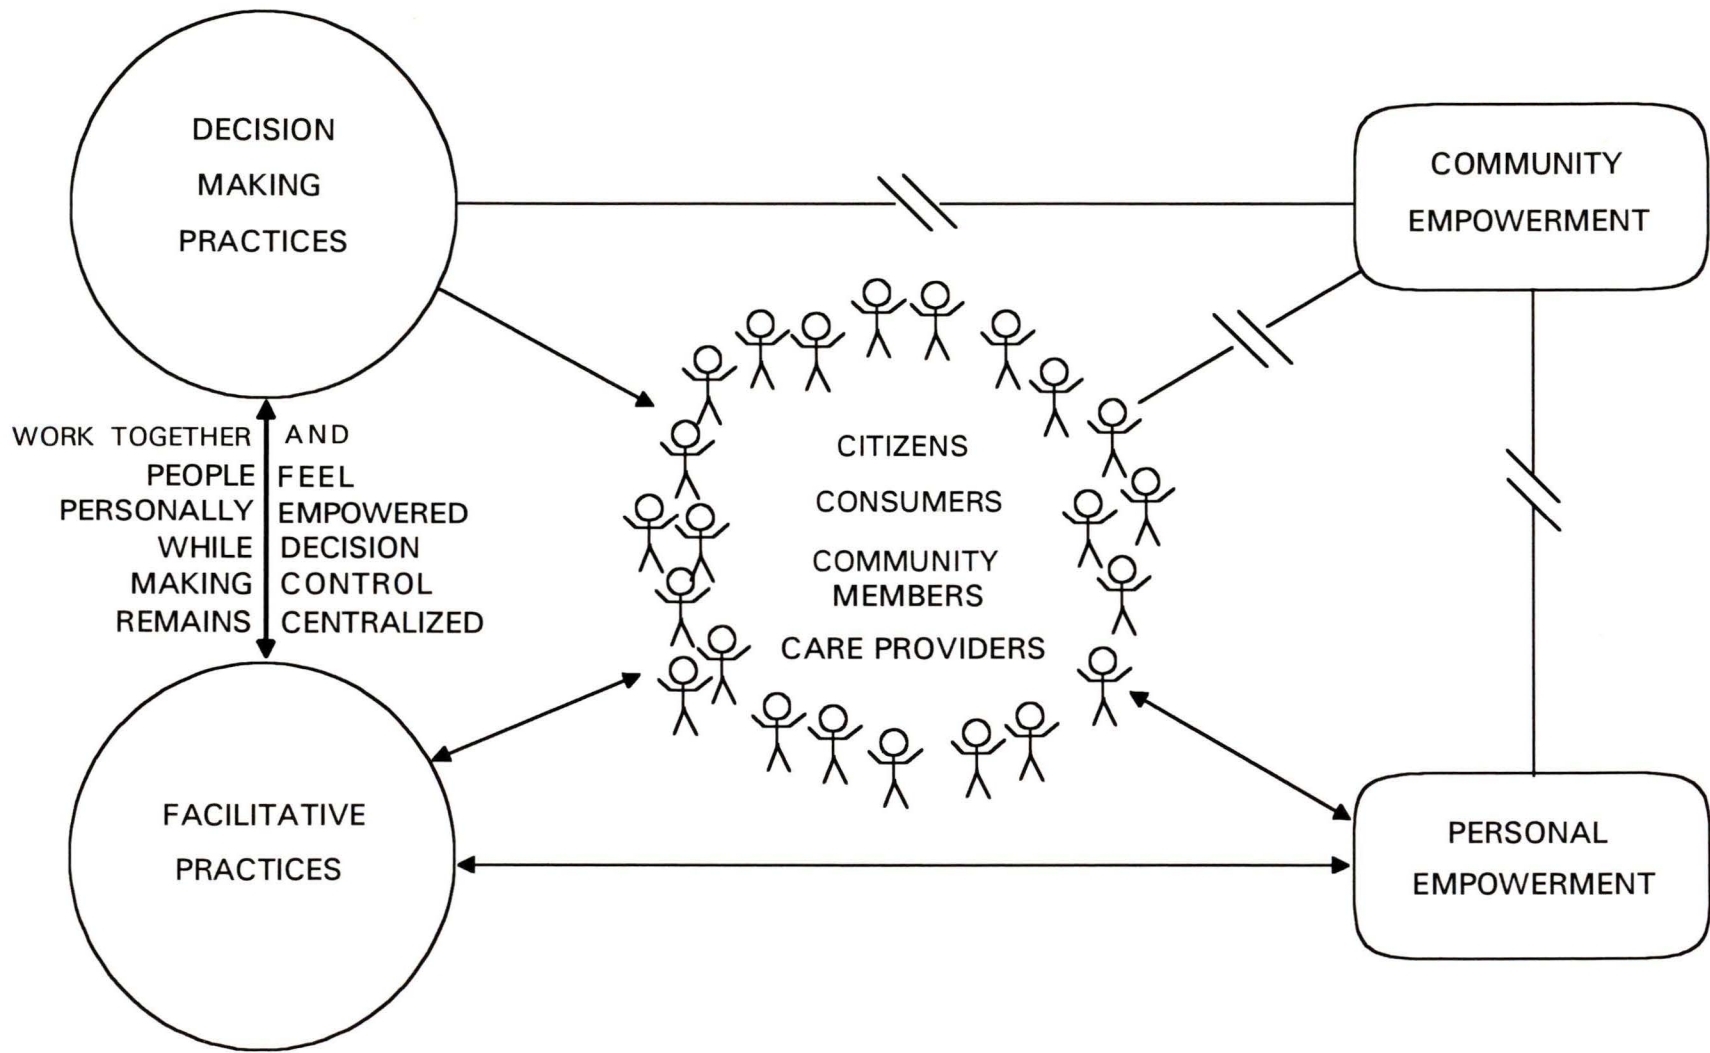 DECISION
MAKING
PRACTICES
COMMUNITY
EMPOWERMENT
WORK TOGETHER AND
PEOPLE FEEL
PERSONALLY EMPOWERED
WHILE DECISION
MAKING CONTROL
REMAINS CENTRALIZED
CITIZENS
CONSUMERS
COMMUNITY
MEMBERS
CARE PROVIDERS
FACILITATIVE
PRACTICES
PERSONAL
EMPOWERMENT